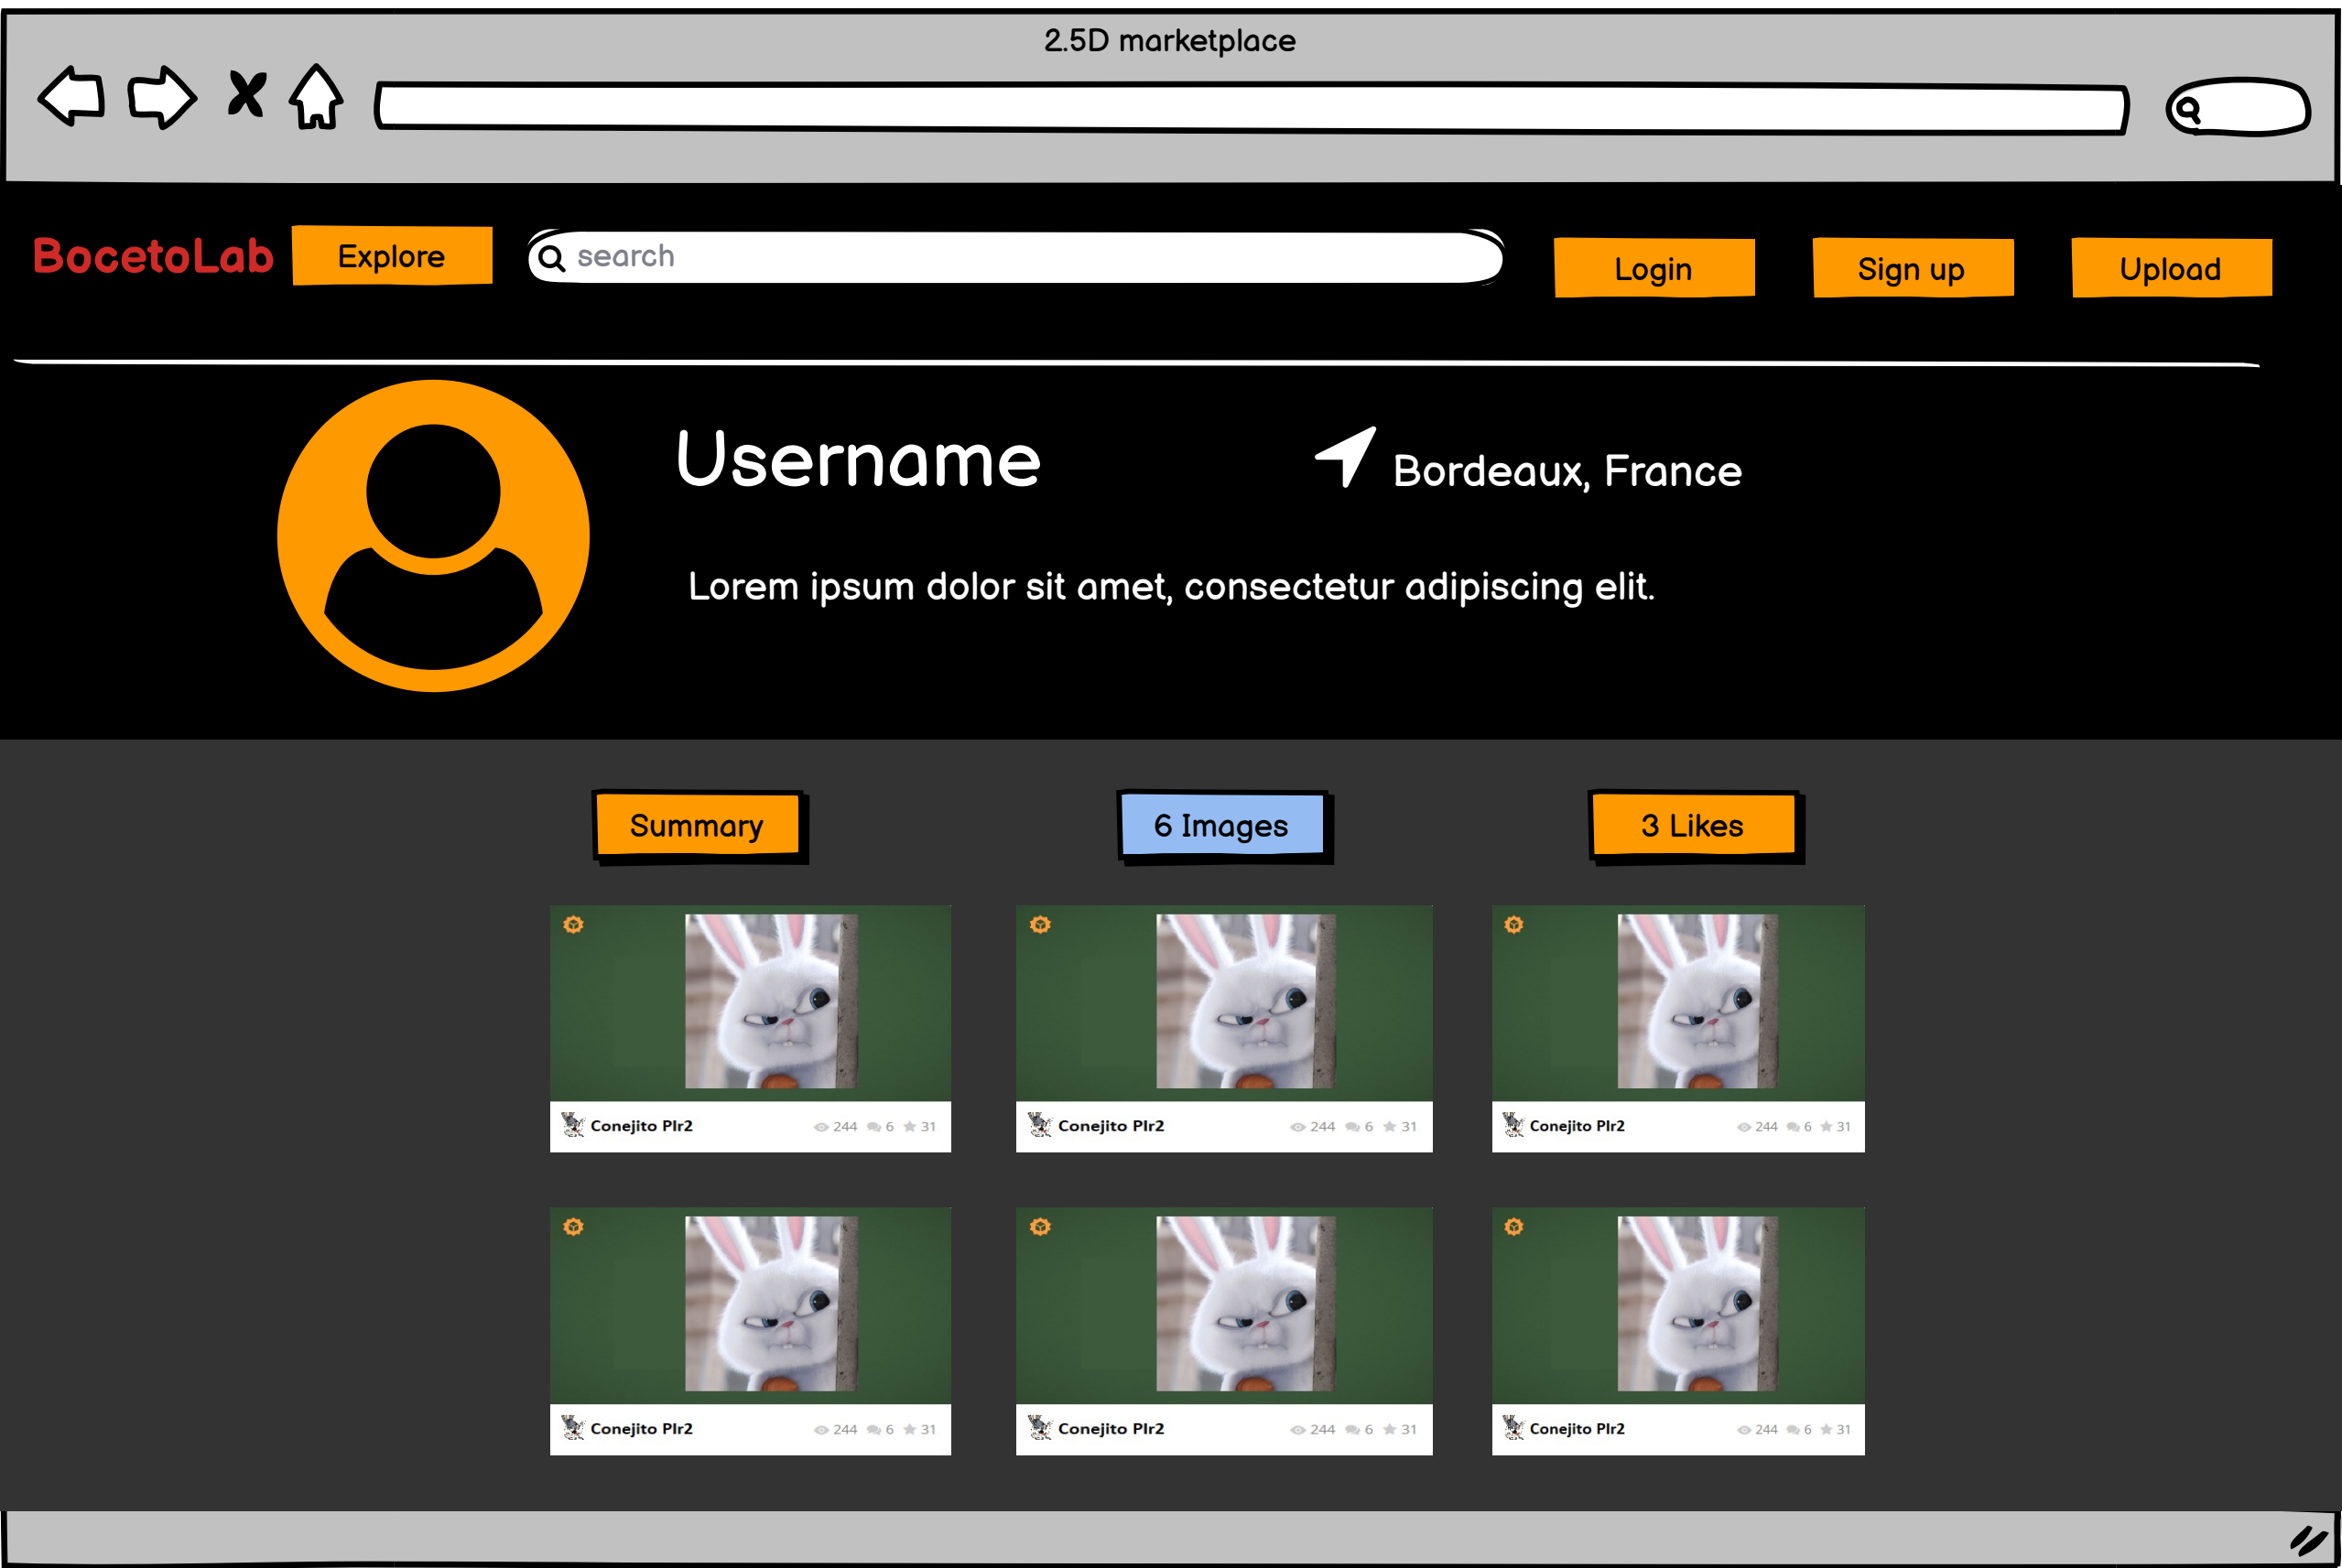 2.5D marketplace
BocetoLab Explore search Login Sign up Upload
Username Bordeaux, France
Lorem ipsum dolor sit amet, consectetur adipiscing elit.
Summary 6 Images 3 Likes
Conejito Plr2 244 6 31 Conejito Plr2 244 6 31 Conejito Plr2 244 6 31
Conejito Plr2 244 6 31 Conejito Plr2 244 6 31 Conejito Plr2 244 6 31